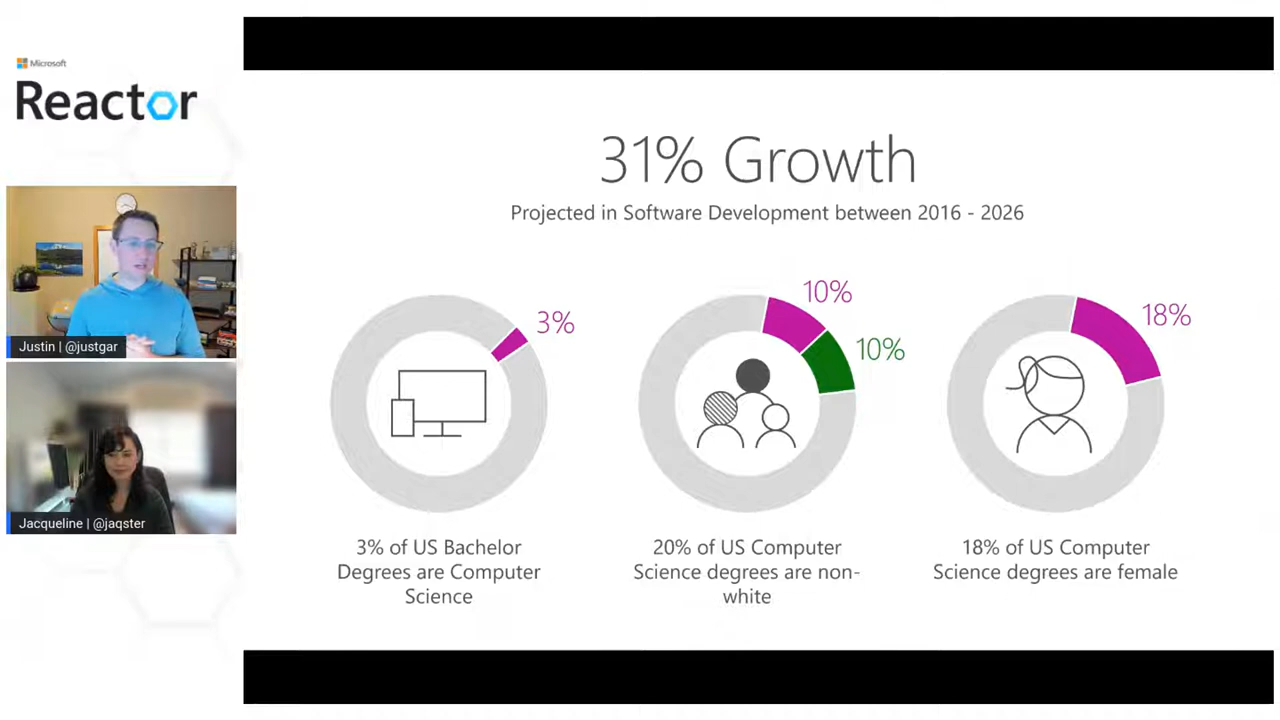 Microsoft
Reactor
Justin | @justgar
Jacqueline | @jaqster
31% Growth
Projected in Software Development between 2016 - 2026
3%
10%
10%
18%
3% of US Bachelor
Degrees are Computer
Science
20% of US Computer
Science degrees are non-
white
18% of US Computer
Science degrees are female